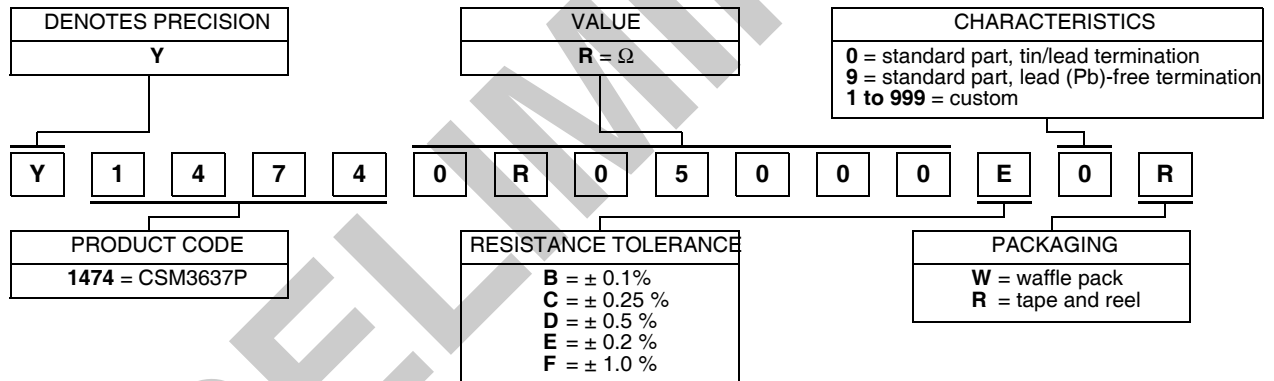 DENOTES PRECISION
Y
VALUE
R = Ω
CHARACTERISTICS
0 = standard part, tin/lead termination
9 = standard part, lead (Pb)-free termination
1 to 999 = custom
Y 1 4 7 4 0 R 0 5 0 0 0 E 0 R
PRODUCT CODE
1474 = CSM3637P
RESISTANCE TOLERANCE
B = ± 0.1%
C = ± 0.25 %
D = ± 0.5 %
E = ± 0.2 %
F = ± 1.0 %
PACKAGING
W = waffle pack
R = tape and reel